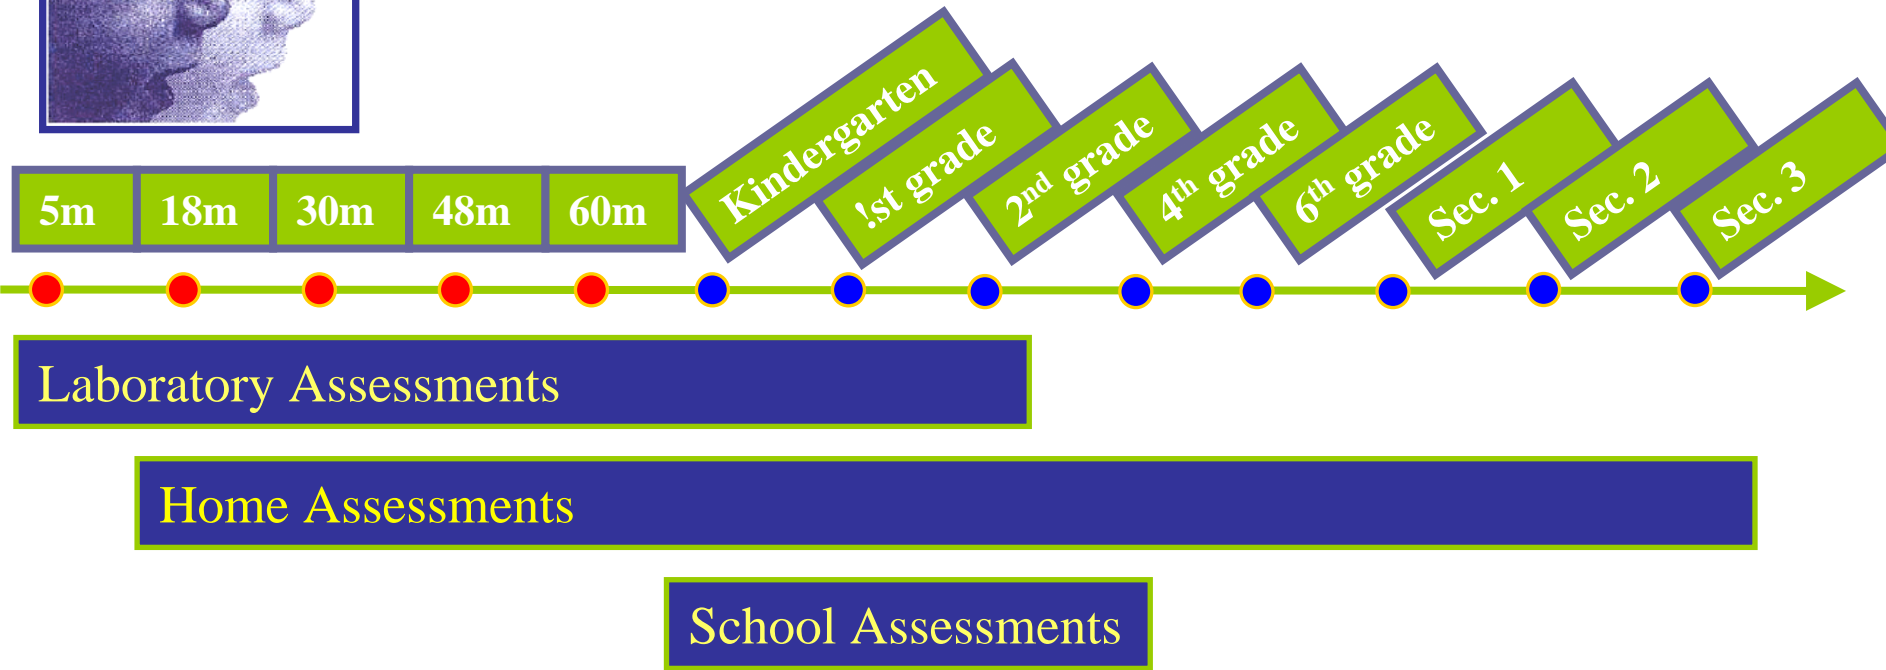 5m 18m 30m 48m 60m Kindergarten !st grade 2nd grade 4th grade 6th grade Sec. 1 Sec. 2 Sec. 3
Laboratory Assessments
Home Assessments
School Assessments